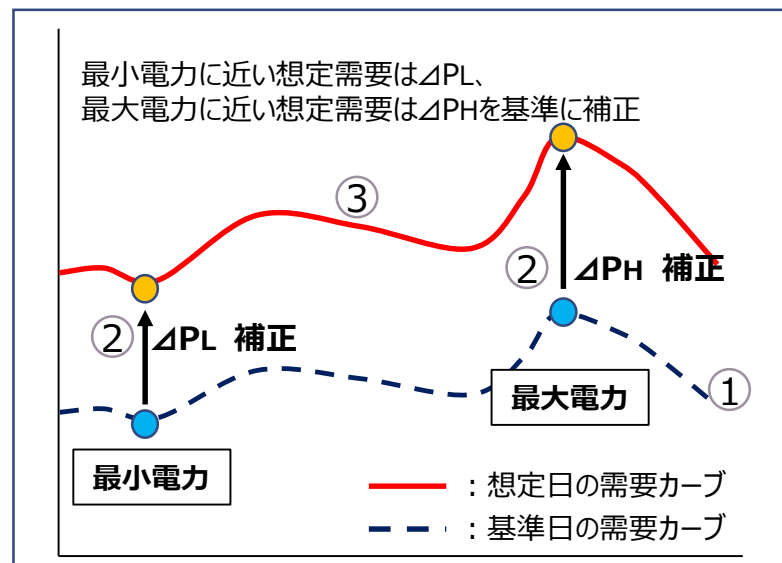 最小電力に近い想定需要は⊿PL、
最大電力に近い想定需要は⊿PHを基準に補正
③
② ⊿PH 補正
② ⊿PL 補正
①
最大電力
最小電力
：想定日の需要カーブ
：基準日の需要カーブ